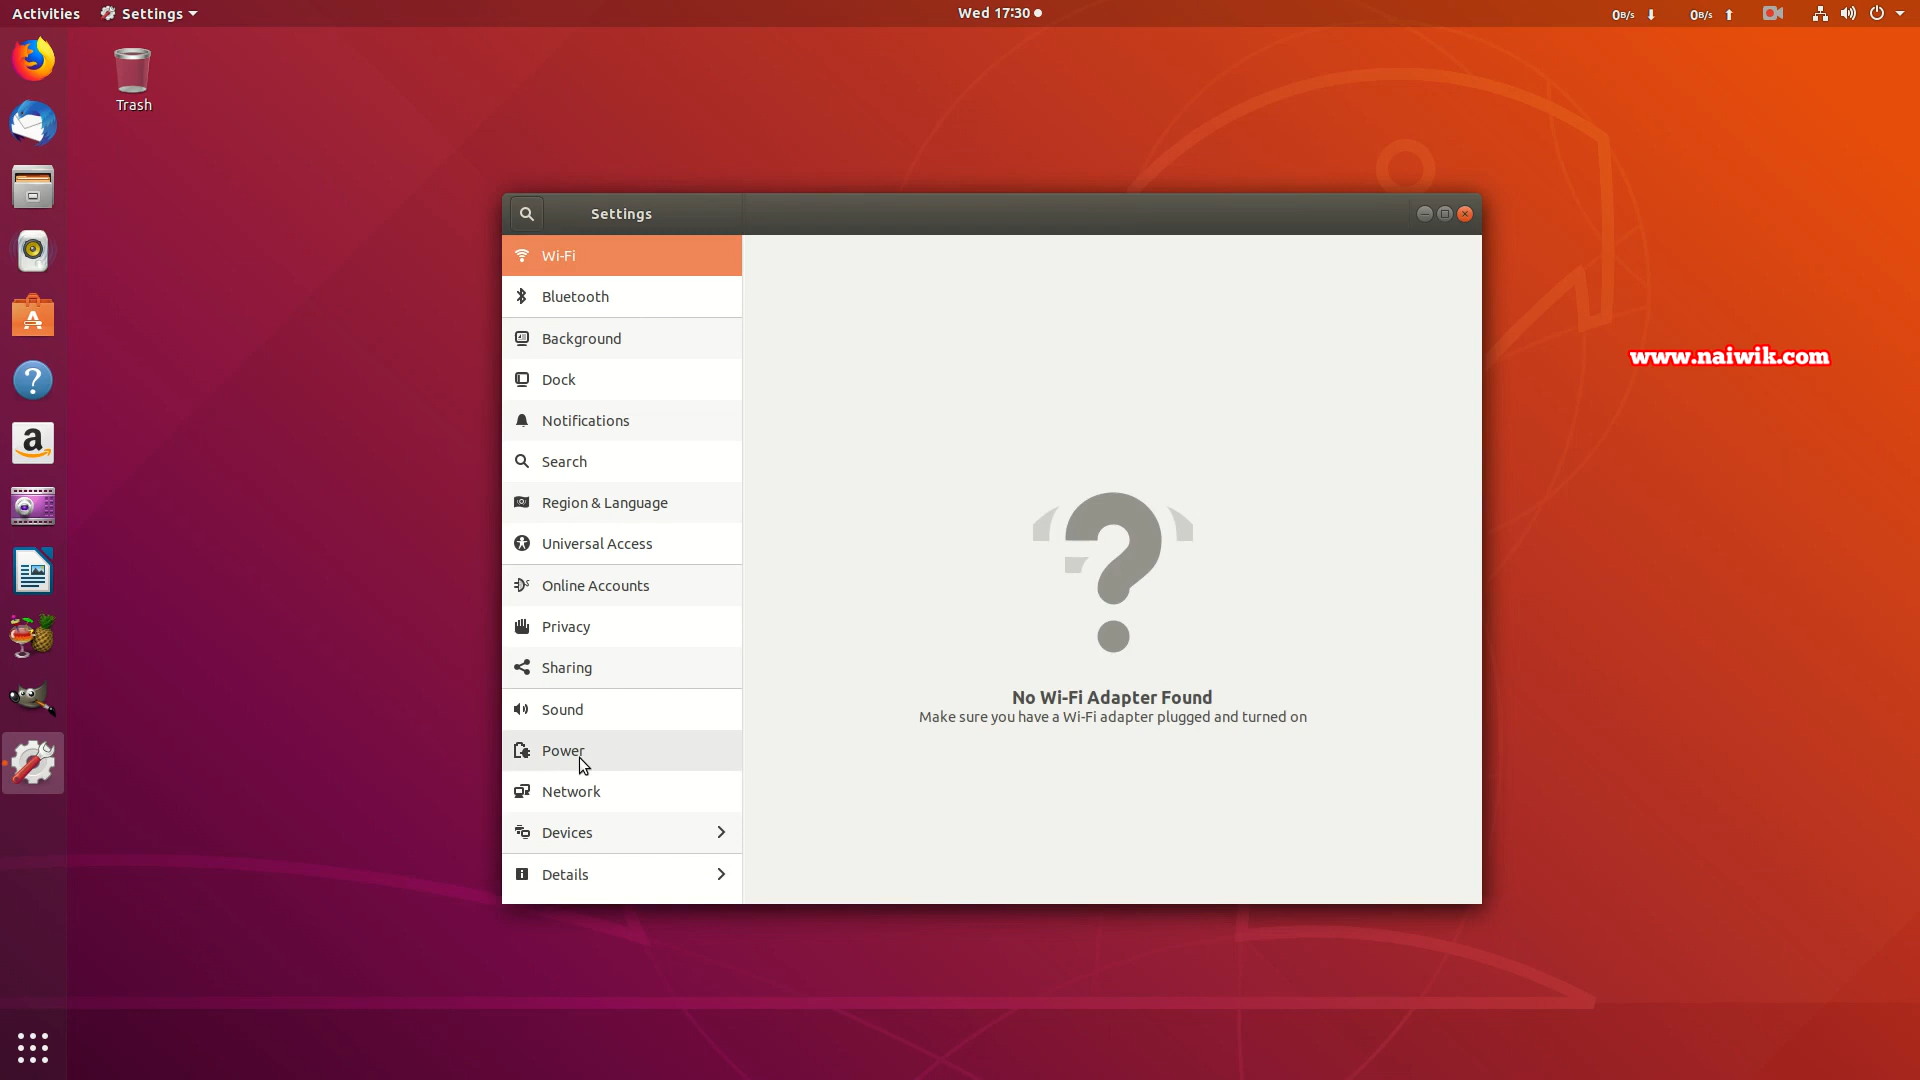 Activities Settings Wed 17:30 0B/s 0B/s
Trash
Settings
Wi-Fi
Bluetooth
Background
Dock
Notifications
Search
Region & Language
Universal Access
Online Accounts
Privacy
Sharing
Sound
Power
Network
Devices
Details
No Wi-Fi Adapter Found
Make sure you have a Wi-Fi adapter plugged and turned on
www.naiwik.com